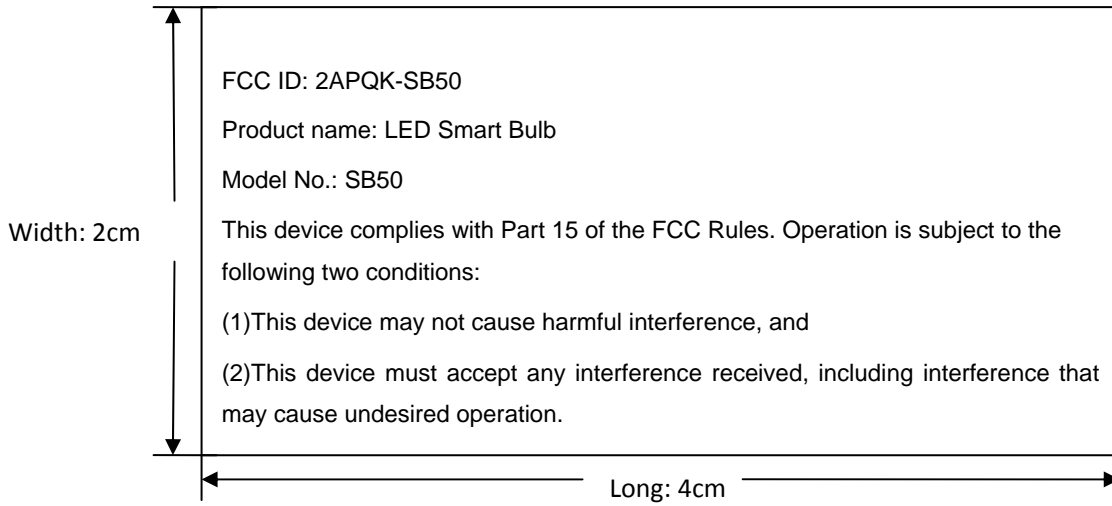 FCC ID: 2APQK-SB50
Product name: LED Smart Bulb
Model No.: SB50
Width: 2cm
This device complies with Part 15 of the FCC Rules. Operation is subject to the
following two conditions:
(1)This device may not cause harmful interference, and
(2)This device must accept any interference received, including interference that
may cause undesired operation.
Long: 4cm